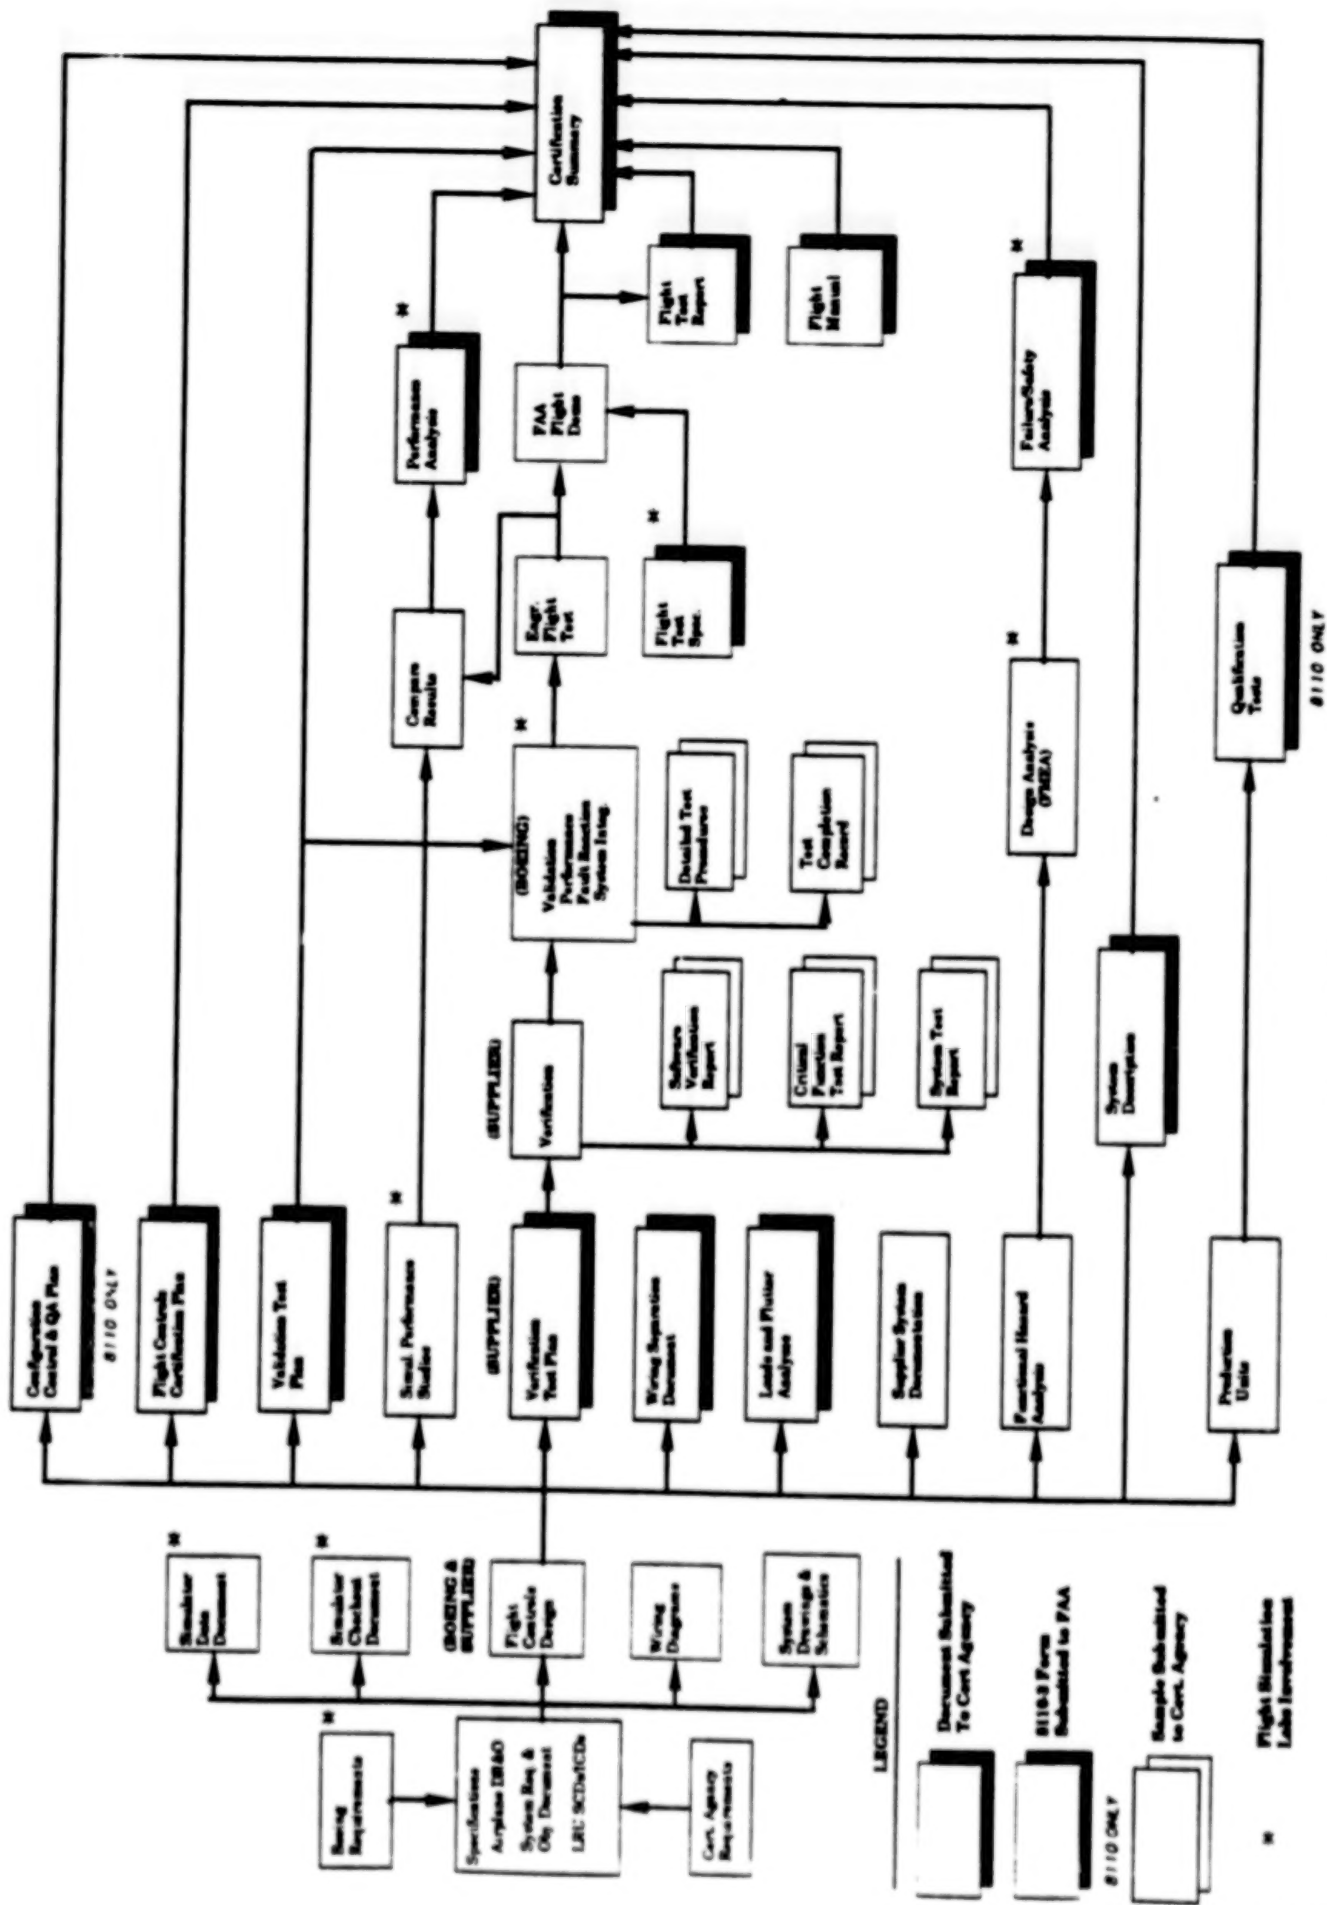 Boeing
Requirements
Specifications
Airplane DR&O
System Req &
Obj Document
LRU SCDs/ICDs
Cert. Agency
Requirements
Simulator
Data
Document
Simulator
Checkout
Document
(BOEING &
SUPPLIER)
Flight
Controls
Design
Wiring
Diagrams
System
Drawings &
Schematics
Configuration
Control & QA Plan
8110 ONLY
Flight Controls
Certification Plan
Validation Test
Plan
Simul. Performance
Studies
(SUPPLIER)
Verification
Test Plan
Wiring Separation
Document
Loads and Flutter
Analyses
Supplier System
Documentation
Functional Hazard
Analysis
Production
Units
(SUPPLIER)
Verification
Software
Verification
Report
Critical
Function
Test Report
System Test
Report
System
Description
(BOEING)
Validation
Performance
Fault Reaction
System Integ.
Detailed Test
Procedures
Test
Completion
Record
Design Analysis
(FMEA)
Qualification
Tests
8110 ONLY
Compare
Results
Engr.
Flight
Test
Flight
Test
Spec.
Performance
Analysis
FAA
Flight
Demo
Flight
Test
Report
Flight
Manual
Failure/Safety
Analysis
Certification
Summary
LEGEND
Document Submitted
To Cert Agency
8110-3 Form
Submitted to FAA
8110 ONLY
Sample Submitted
to Cert. Agency
Flight Simulation
Labs Involvement